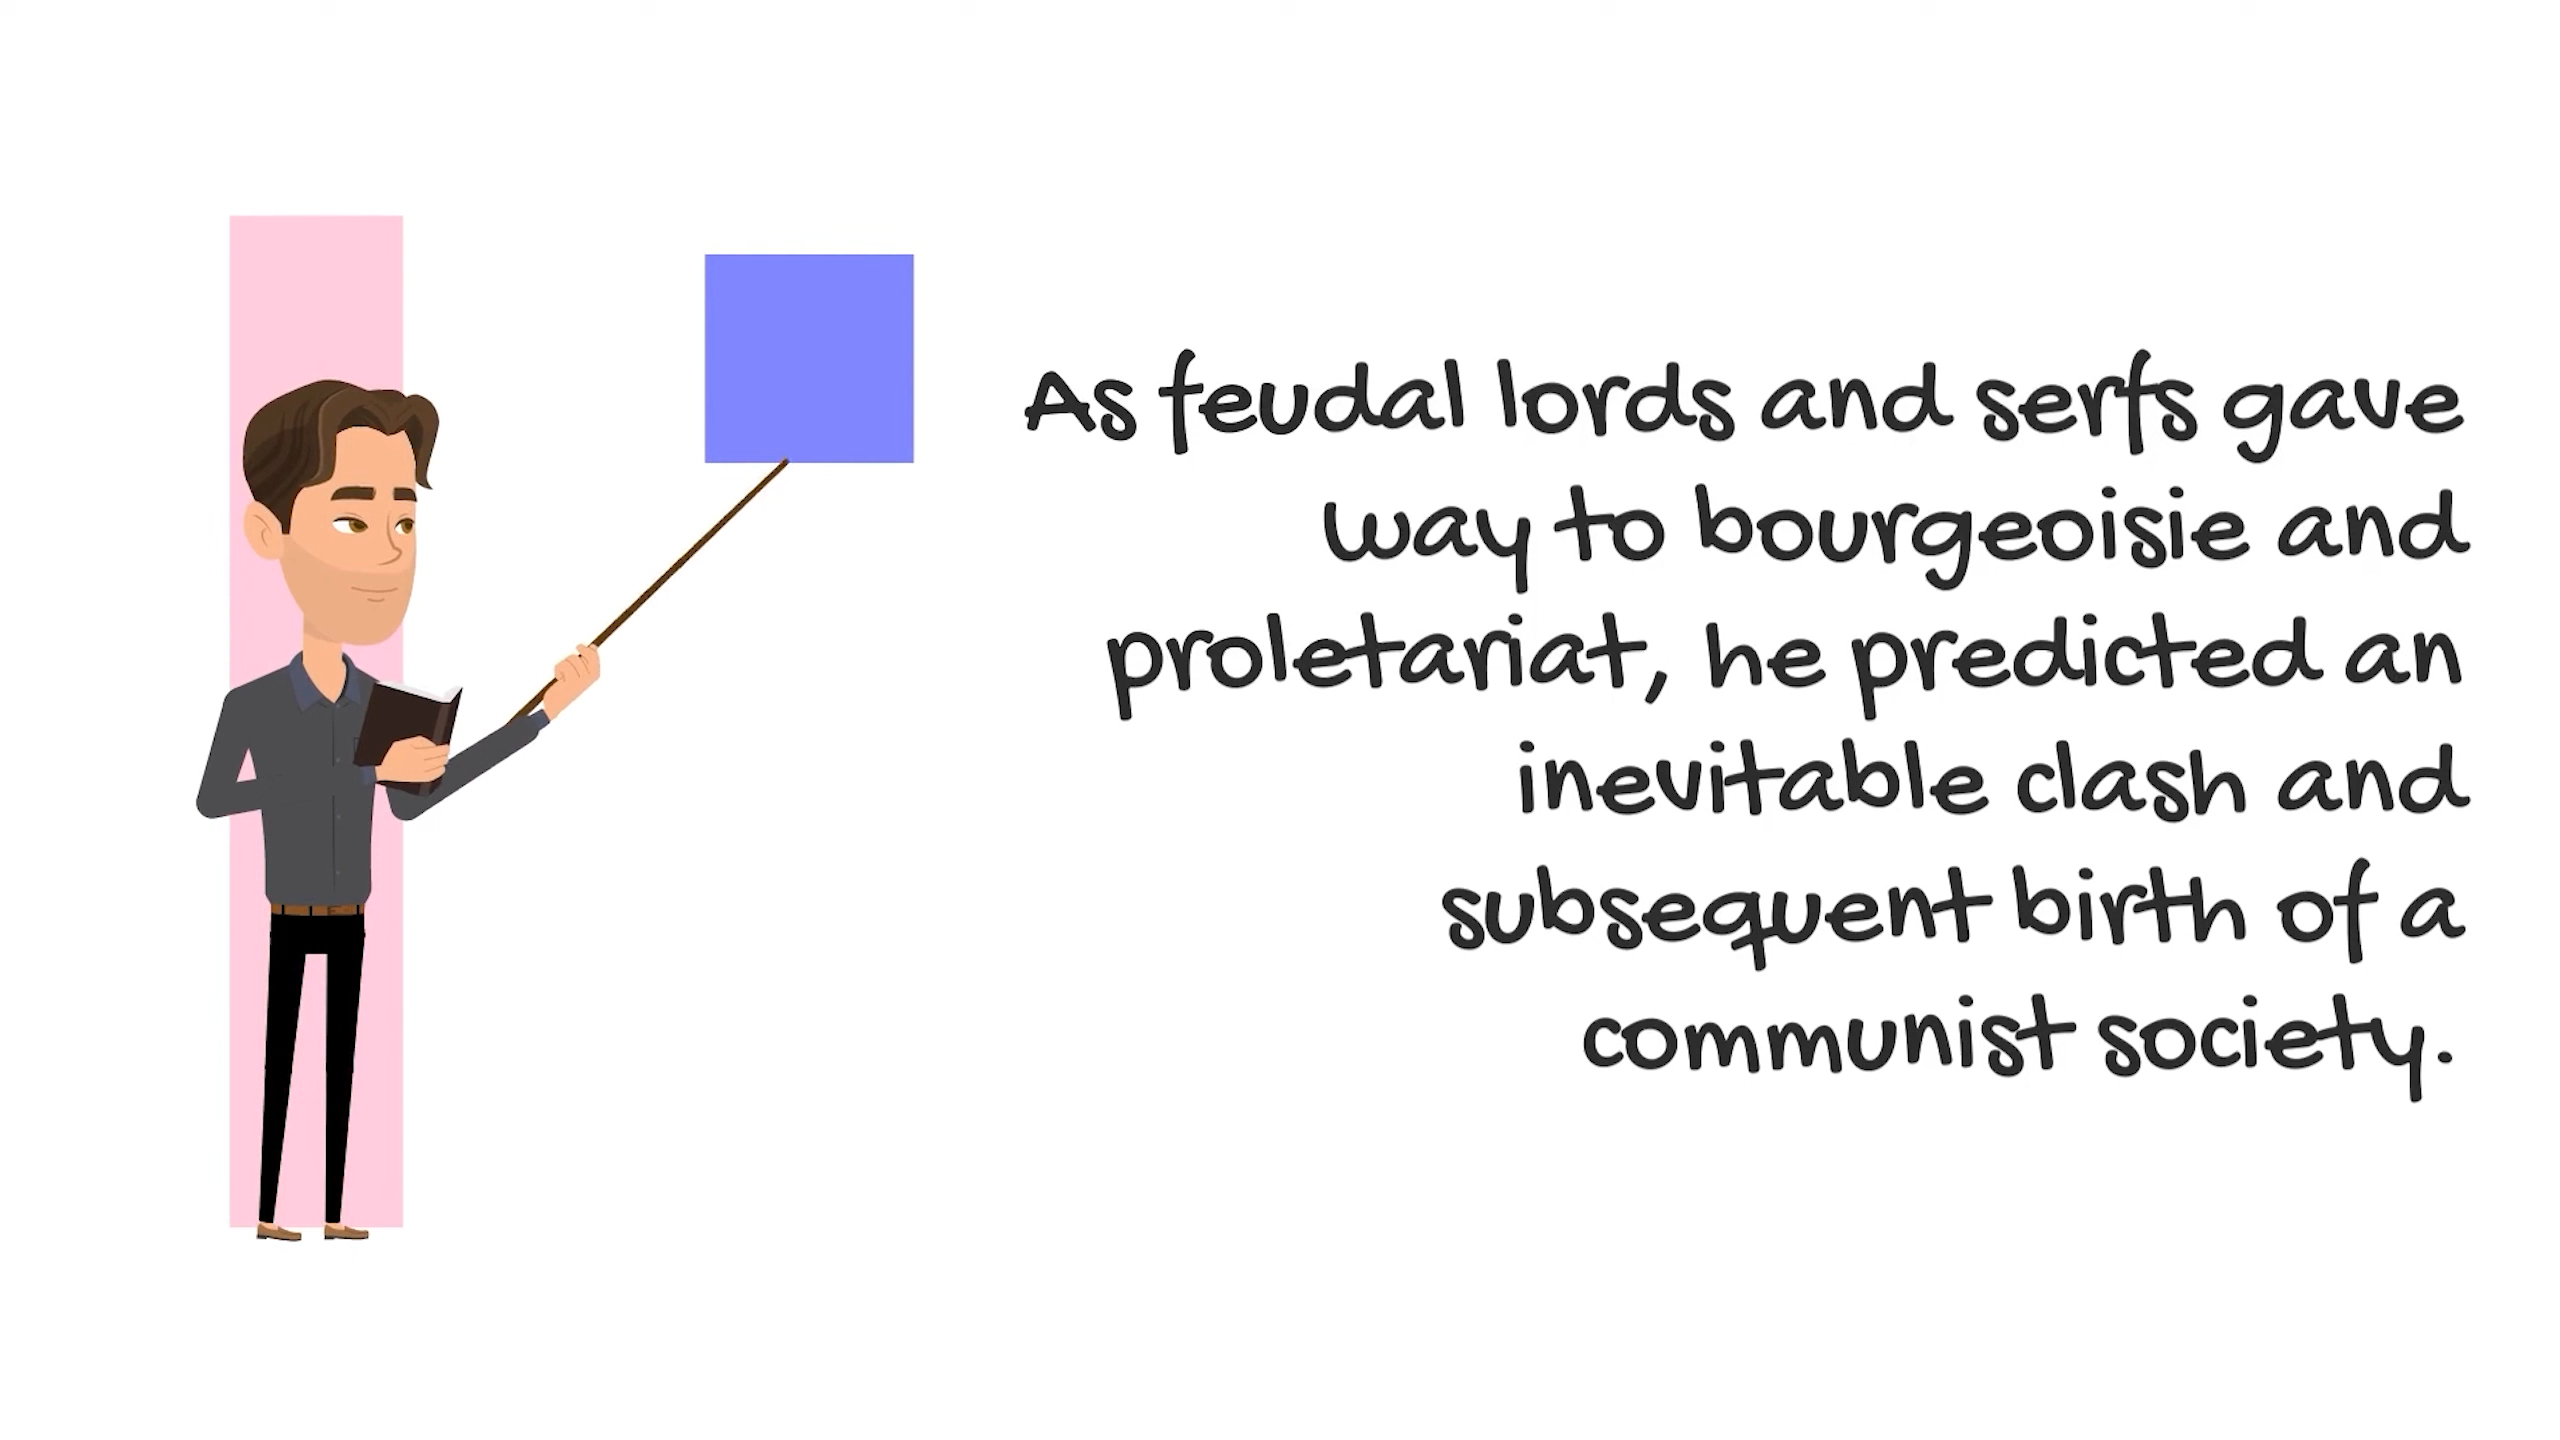 As feudal lords and serfs gave
way to bourgeoisie and
proletariat, he predicted an
inevitable clash and
subsequent birth of a
communist society.